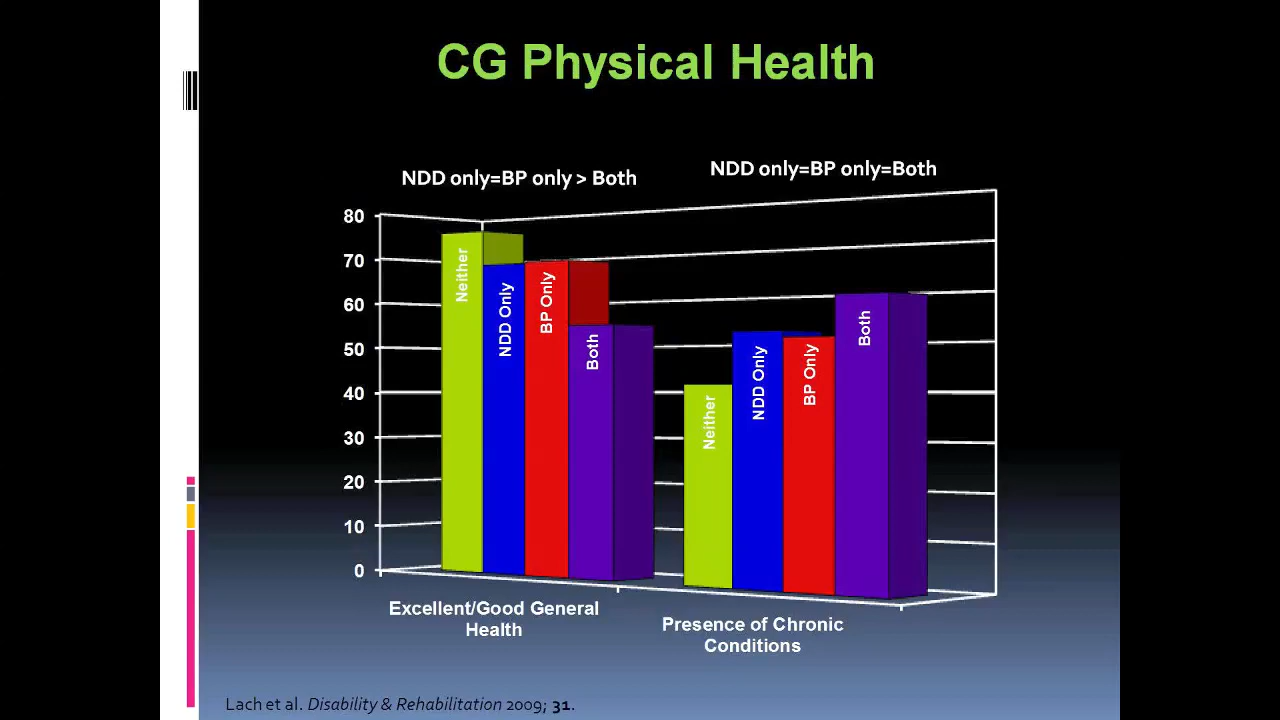 CG Physical Health
NDD only=BP only > Both
NDD only=BP only=Both
80
70
60
50
40
30
20
10
0
Neither
NDD Only
BP Only
Both
Neither
NDD Only
BP Only
Both
Excellent/Good General
Health
Presence of Chronic
Conditions
Lach et al. Disability & Rehabilitation 2009; 31.